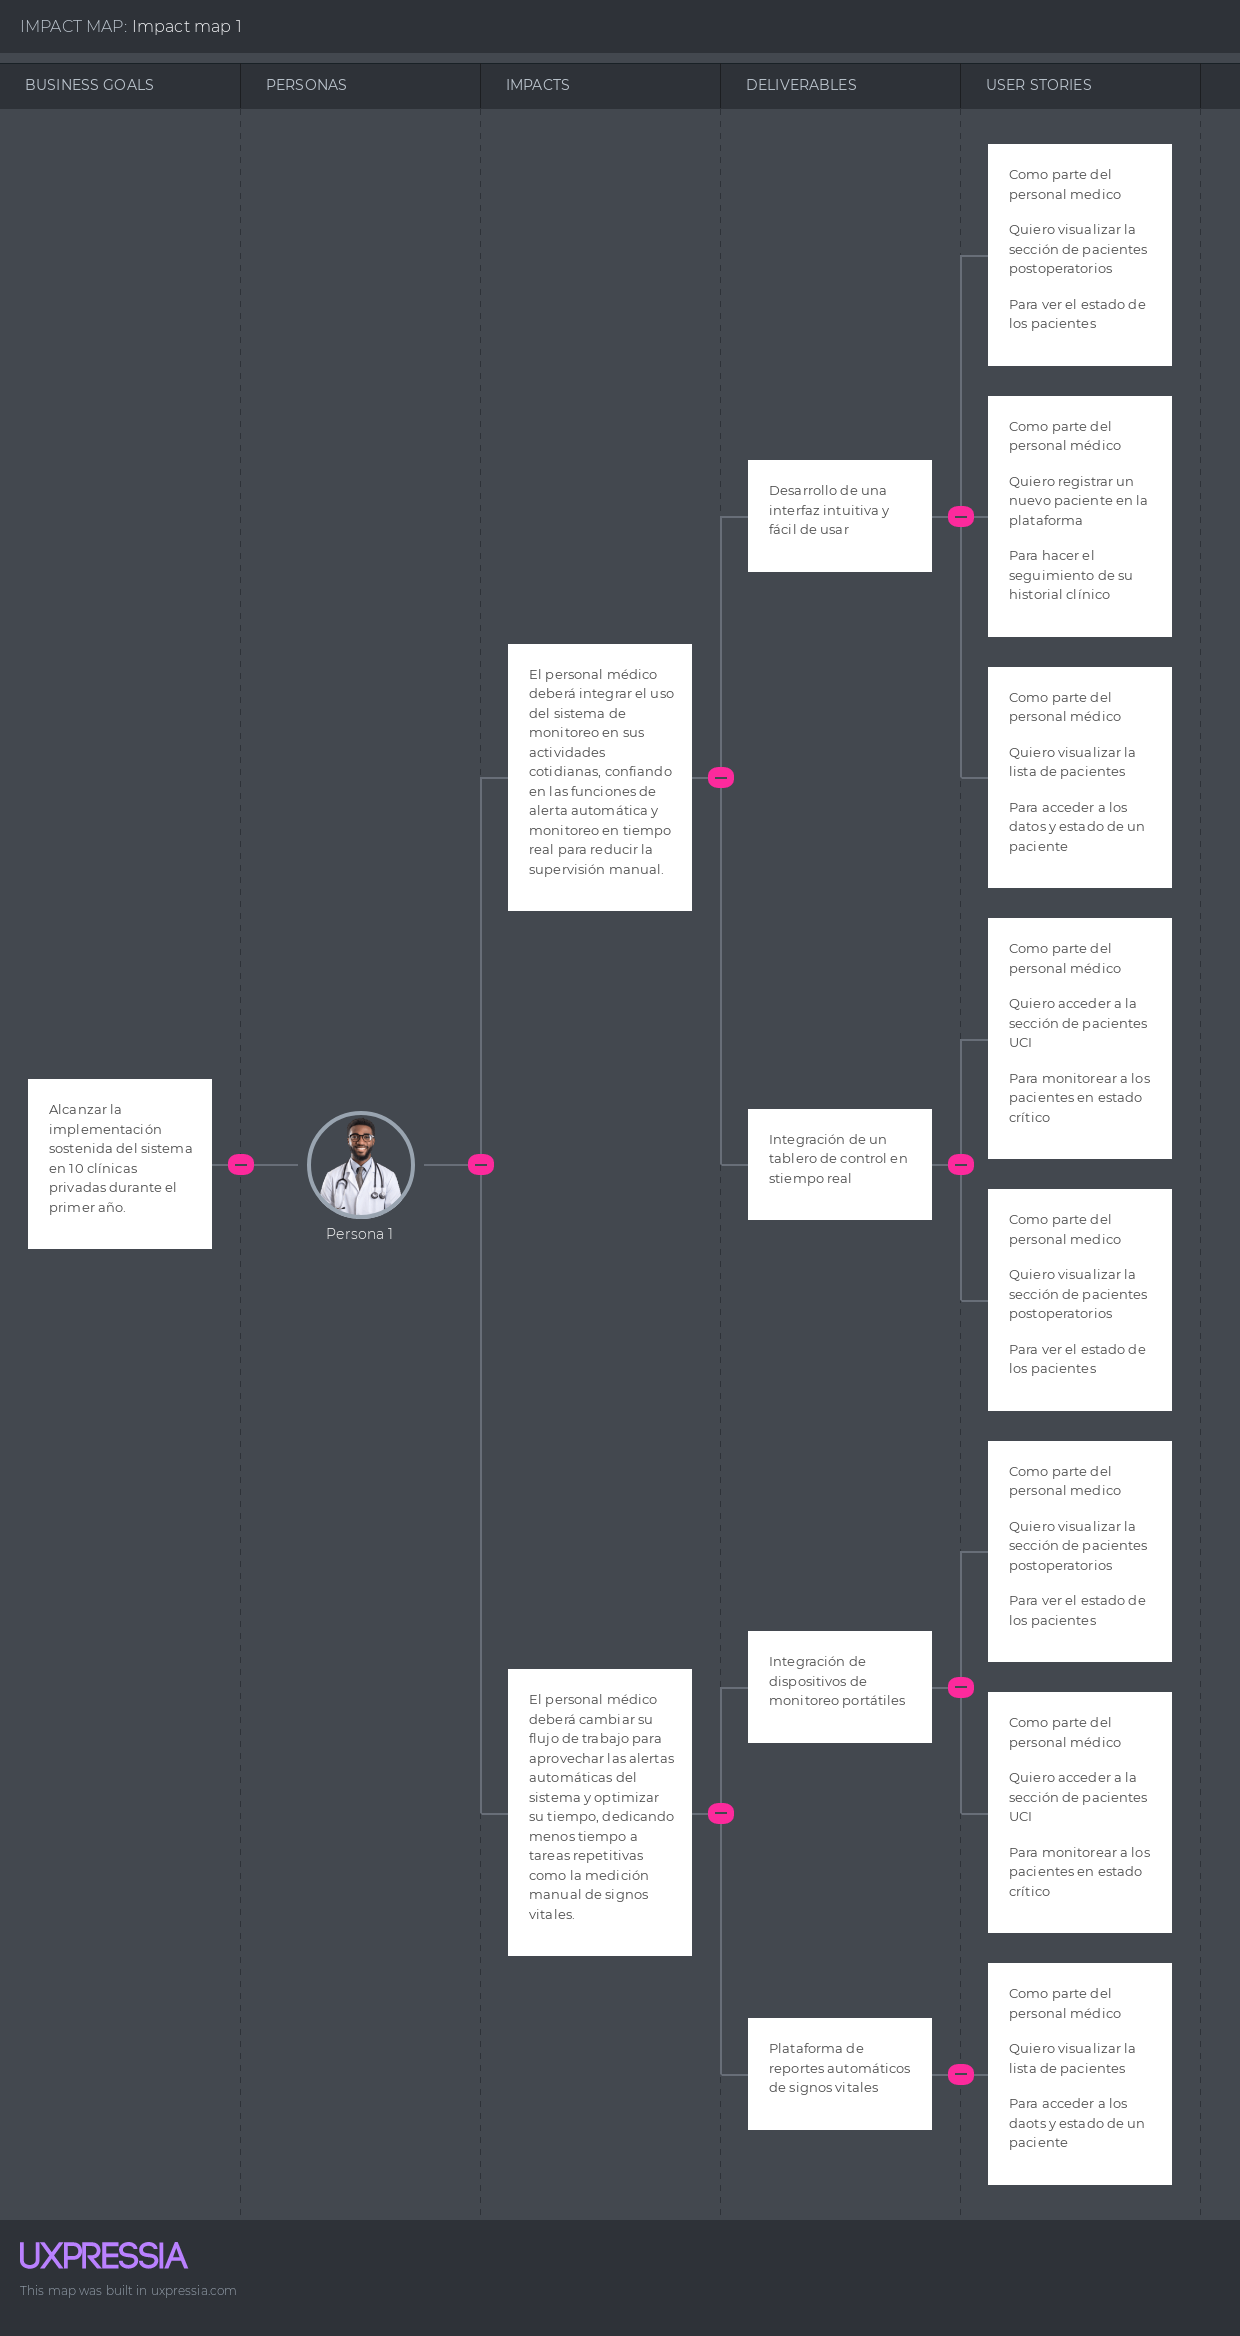 IMPACT MAP: Impact map 1
BUSINESS GOALS
PERSONAS
IMPACTS
DELIVERABLES
USER STORIES
Alcanzar la
implementación
sostenida del sistema
en 10 clínicas
privadas durante el
primer año.
Persona 1
El personal médico
deberá integrar el uso
del sistema de
monitoreo en sus
actividades
cotidianas, confiando
en las funciones de
alerta automática y
monitoreo en tiempo
real para reducir la
supervisión manual.
El personal médico
deberá cambiar su
flujo de trabajo para
aprovechar las alertas
automáticas del
sistema y optimizar
su tiempo, dedicando
menos tiempo a
tareas repetitivas
como la medición
manual de signos
vitales.
Desarrollo de una
interfaz intuitiva y
fácil de usar
Integración de un
tablero de control en
stiempo real
Integración de
dispositivos de
monitoreo portátiles
Plataforma de
reportes automáticos
de signos vitales
Como parte del
personal medico
Quiero visualizar la
sección de pacientes
postoperatorios
Para ver el estado de
los pacientes
Como parte del
personal médico
Quiero registrar un
nuevo paciente en la
plataforma
Para hacer el
seguimiento de su
historial clínico
Como parte del
personal médico
Quiero visualizar la
lista de pacientes
Para acceder a los
datos y estado de un
paciente
Como parte del
personal médico
Quiero acceder a la
sección de pacientes
UCI
Para monitorear a los
pacientes en estado
crítico
Como parte del
personal medico
Quiero visualizar la
sección de pacientes
postoperatorios
Para ver el estado de
los pacientes
Como parte del
personal medico
Quiero visualizar la
sección de pacientes
postoperatorios
Para ver el estado de
los pacientes
Como parte del
personal médico
Quiero acceder a la
sección de pacientes
UCI
Para monitorear a los
pacientes en estado
crítico
Como parte del
personal médico
Quiero visualizar la
lista de pacientes
Para acceder a los
daots y estado de un
paciente
UXPRESSIA
This map was built in uxpressia.com